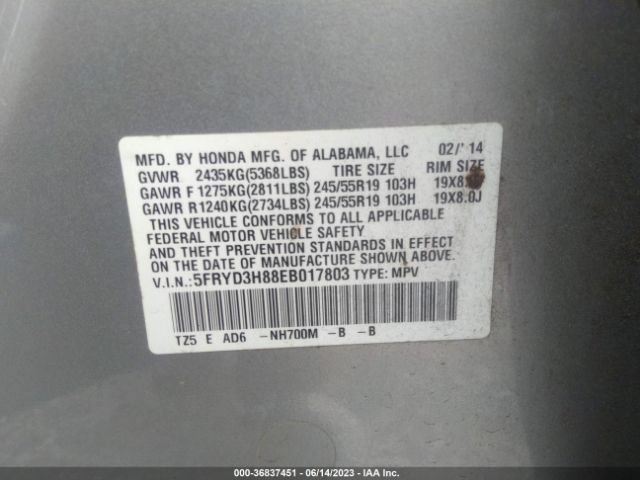 MFD. BY HONDA MFG. OF ALABAMA, LLC 02/'14
GVWR 2435KG(5368LBS) TIRE SIZE RIM SIZE
GAWR F 1275KG(2811LBS) 245/55R19 103H 19X8.
GAWR R1240KG(2734LBS) 245/55R19 103H 19X8.0J
THIS VEHICLE CONFORMS TO ALL APPLICABLE
FEDERAL MOTOR VEHICLE SAFETY
AND THEFT PREVENTION STANDARDS IN EFFECT
ON THE DATE OF MANUFACTURE SHOWN ABOVE.
V.I.N.:5FRYD3H88EB017803 TYPE: MPV
TZ5 E AD6 -NH700M -B -B
000-36837451 - 06/14/2023 - IAA Inc.